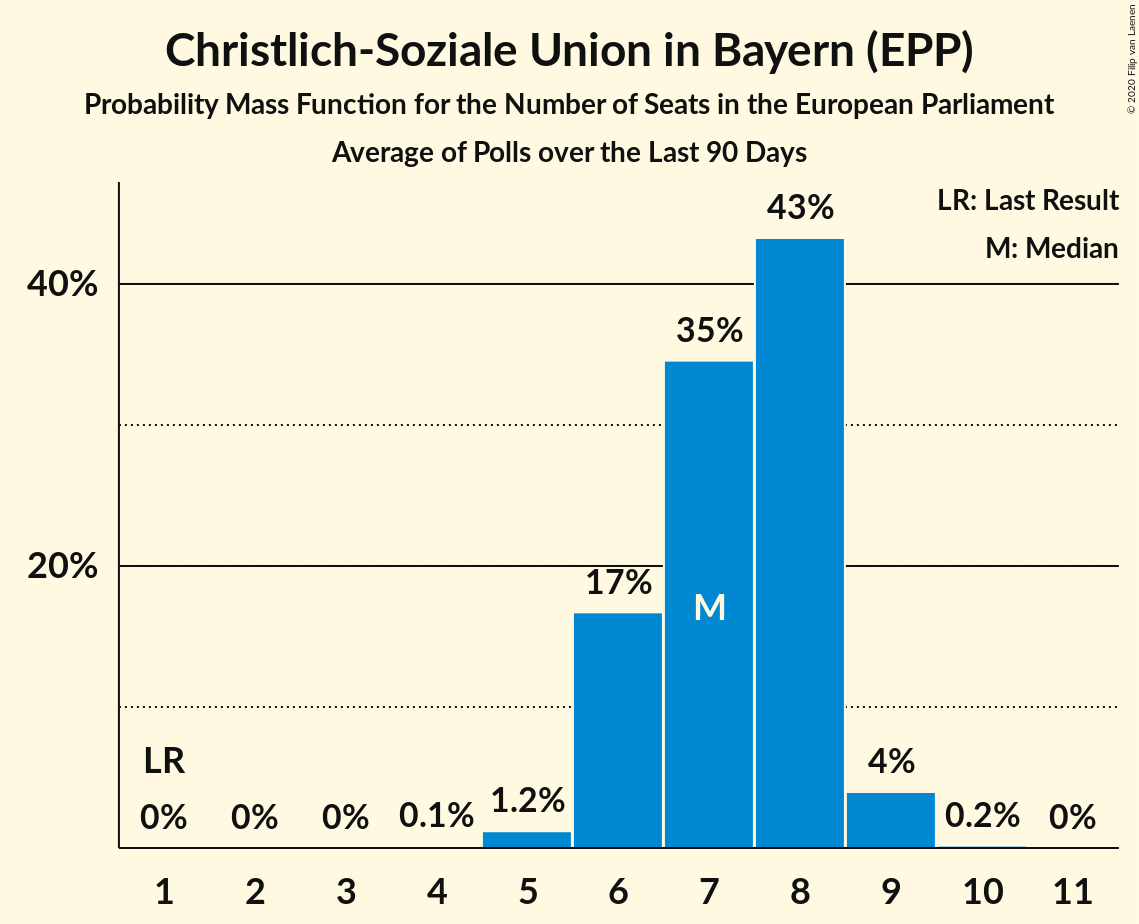 Christlich-Soziale Union in Bayern (EPP)
Probability Mass Function for the Number of Seats in the European Parliament
Average of Polls over the Last 90 Days
© 2020 Filip van Laenen
LR: Last Result
M: Median
43%
40%
35%
20%
17%
M
LR
4%
0% 0% 0% 0.1% 1.2% 0.2% 0%
1 2 3 4 5 6 7 8 9 10 11